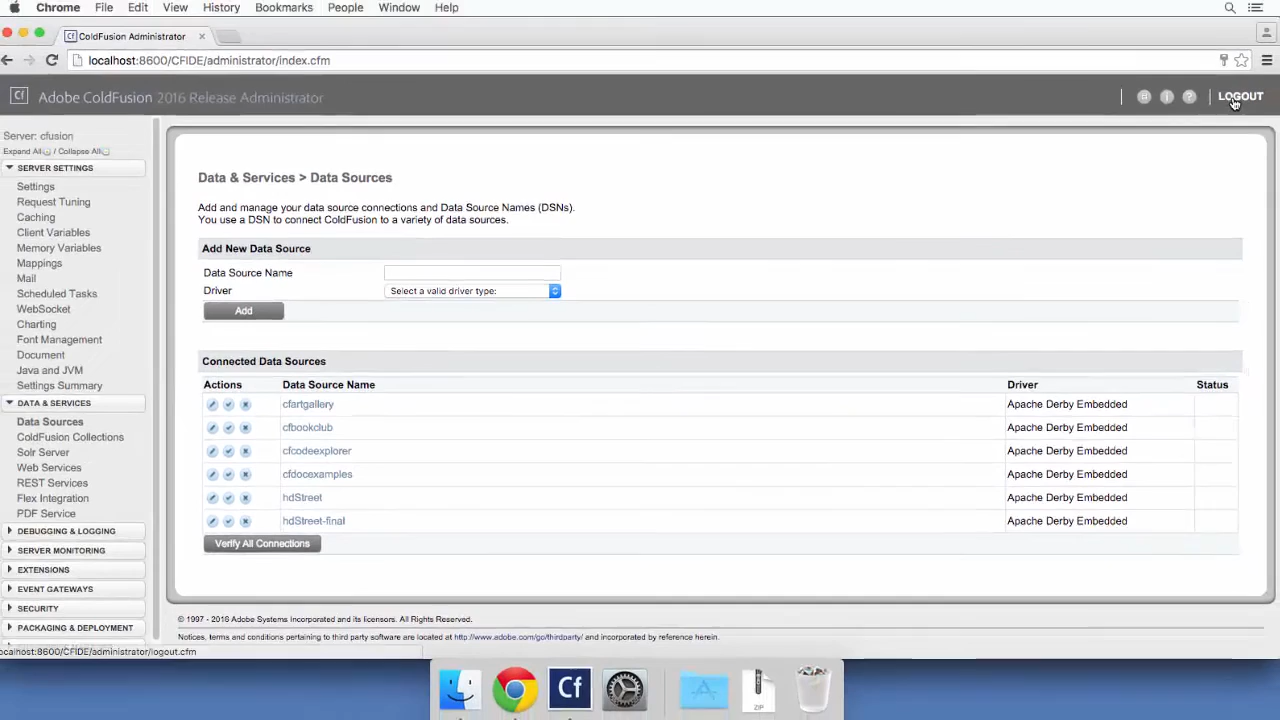 Chrome File Edit View History Bookmarks People Window Help
Cf ColdFusion Administrator ×
localhost:8600/CFIDE/administrator/index.cfm
Cf Adobe ColdFusion 2016 Release Administrator
i ? LOGOUT
Server: cfusion
Expand All / Collapse All
SERVER SETTINGS
Settings
Request Tuning
Caching
Client Variables
Memory Variables
Mappings
Mail
Scheduled Tasks
WebSocket
Charting
Font Management
Document
Java and JVM
Settings Summary
DATA & SERVICES
Data Sources
ColdFusion Collections
Solr Server
Web Services
REST Services
Flex Integration
PDF Service
DEBUGGING & LOGGING
SERVER MONITORING
EXTENSIONS
EVENT GATEWAYS
SECURITY
PACKAGING & DEPLOYMENT
Data & Services > Data Sources
Add and manage your data source connections and Data Source Names (DSNs).
You use a DSN to connect ColdFusion to a variety of data sources.
Add New Data Source
Data Source Name
Driver Select a valid driver type:
Add
Connected Data Sources
Actions Data Source Name Driver Status
cfartgallery Apache Derby Embedded
cfbookclub Apache Derby Embedded
cfcodeexplorer Apache Derby Embedded
cfdocexamples Apache Derby Embedded
hdStreet Apache Derby Embedded
hdStreet-final Apache Derby Embedded
Verify All Connections
© 1997 - 2016 Adobe Systems Incorporated and its licensors. All Rights Reserved.
Notices, terms and conditions pertaining to third party software are located at http://www.adobe.com/go/thirdparty/ and incorporated by reference herein.
ocalhost:8600/CFIDE/administrator/logout.cfm
Cf
ZIP